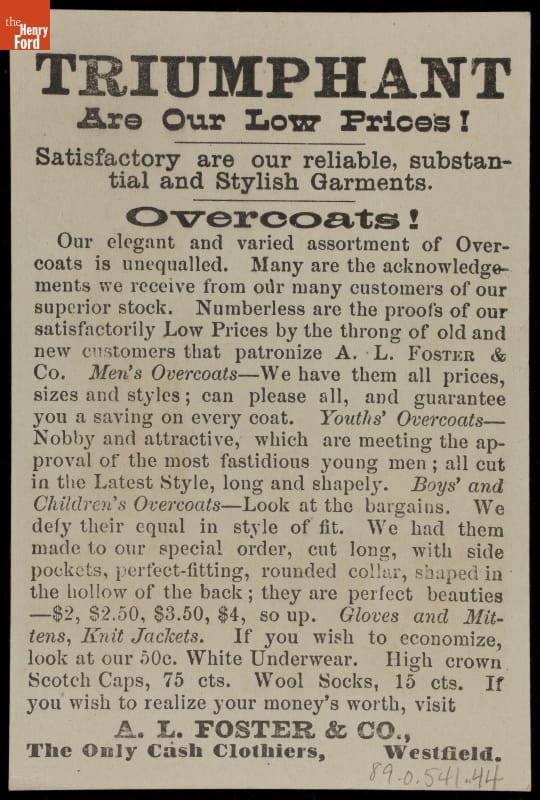 the
Henry
Ford
TRIUMPHANT
Are Our Low Prices!
Satisfactory are our reliable, substan-
tial and Stylish Garments.
Overcoats!
Our elegant and varied assortment of Over-
coats is unequalled. Many are the acknowledge-
ments we receive from our many customers of our
superior stock. Numberless are the proofs of our
satisfactorily Low Prices by the throng of old and
new customers that patronize A. L. FOSTER &
Co. Men's Overcoats—We have them all prices,
sizes and styles; can please all, and guarantee
you a saving on every coat. Youths' Overcoats—
Nobby and attractive, which are meeting the ap-
proval of the most fastidious young men; all cut
in the Latest Style, long and shapely. Boys' and
Children's Overcoats—Look at the bargains. We
defy their equal in style of fit. We had them
made to our special order, cut long, with side
pockets, perfect-fitting, rounded collar, shaped in
the hollow of the back; they are perfect beauties
—$2, $2.50, $3.50, $4, so up. Gloves and Mit-
tens, Knit Jackets. If you wish to economize,
look at our 50c. White Underwear. High crown
Scotch Caps, 75 cts. Wool Socks, 15 cts. If
you wish to realize your money's worth, visit
A. L. FOSTER & CO.,
The Only Cash Clothiers, Westfield.
89.0.541.44